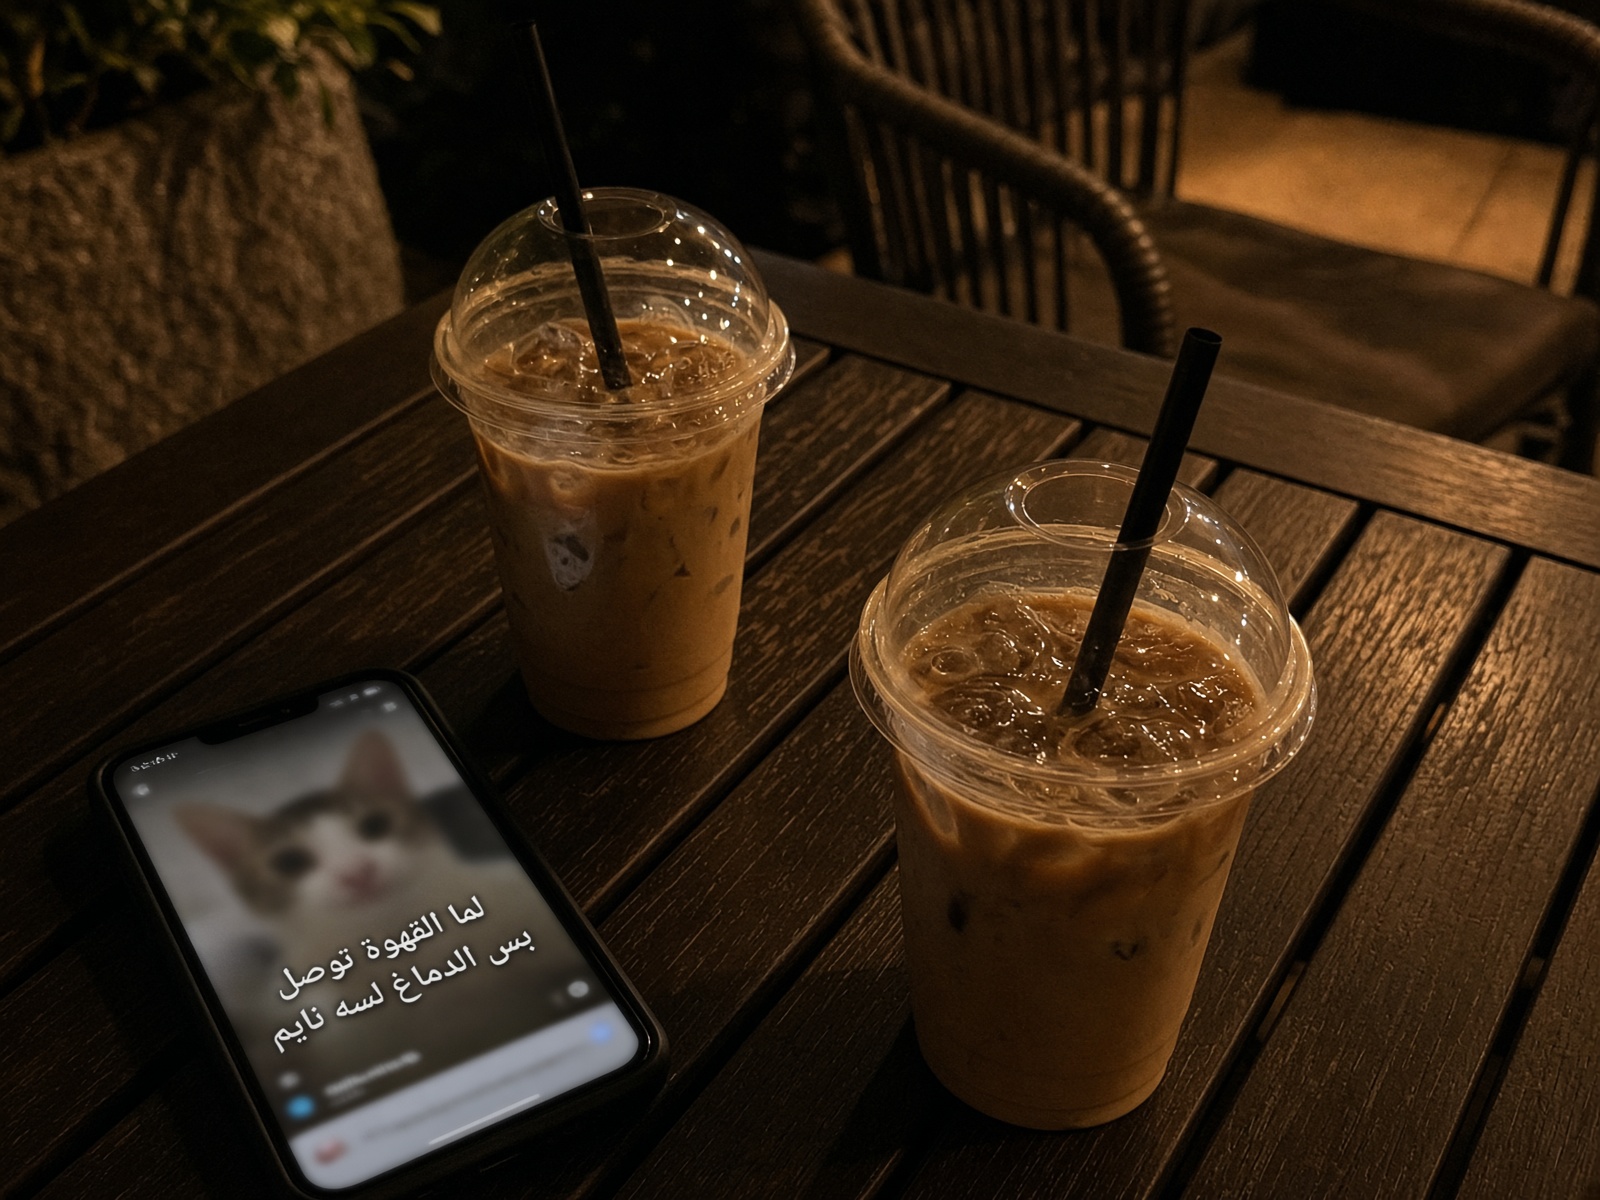 لما القهوة توصل
بس الدماغ لسه نايم